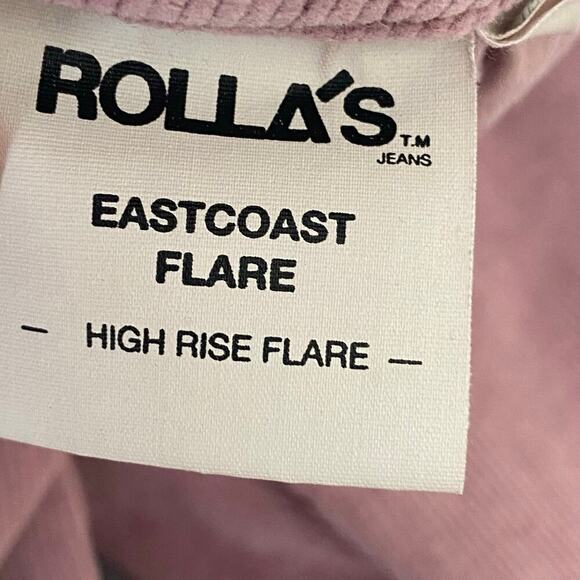 ROLLA'S T.M
JEANS
EASTCOAST
FLARE
— HIGH RISE FLARE —